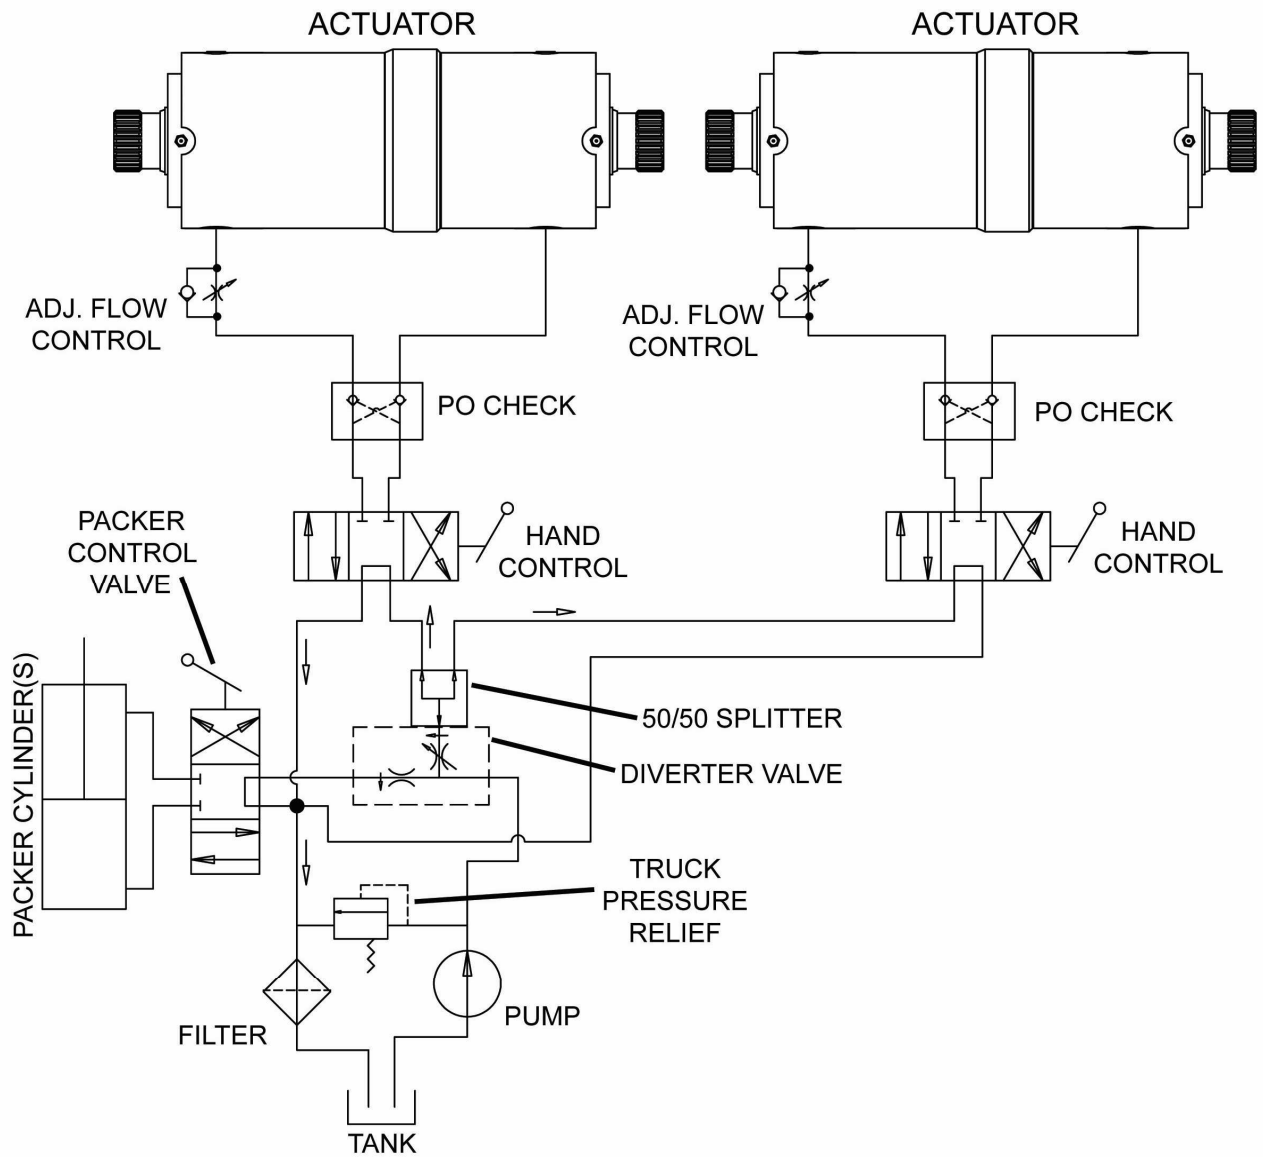 ACTUATOR
ACTUATOR
ADJ. FLOW
CONTROL
ADJ. FLOW
CONTROL
PO CHECK
PO CHECK
PACKER
CONTROL
VALVE
HAND
CONTROL
HAND
CONTROL
PACKER CYLINDER(S)
50/50 SPLITTER
DIVERTER VALVE
TRUCK
PRESSURE
RELIEF
PUMP
FILTER
TANK